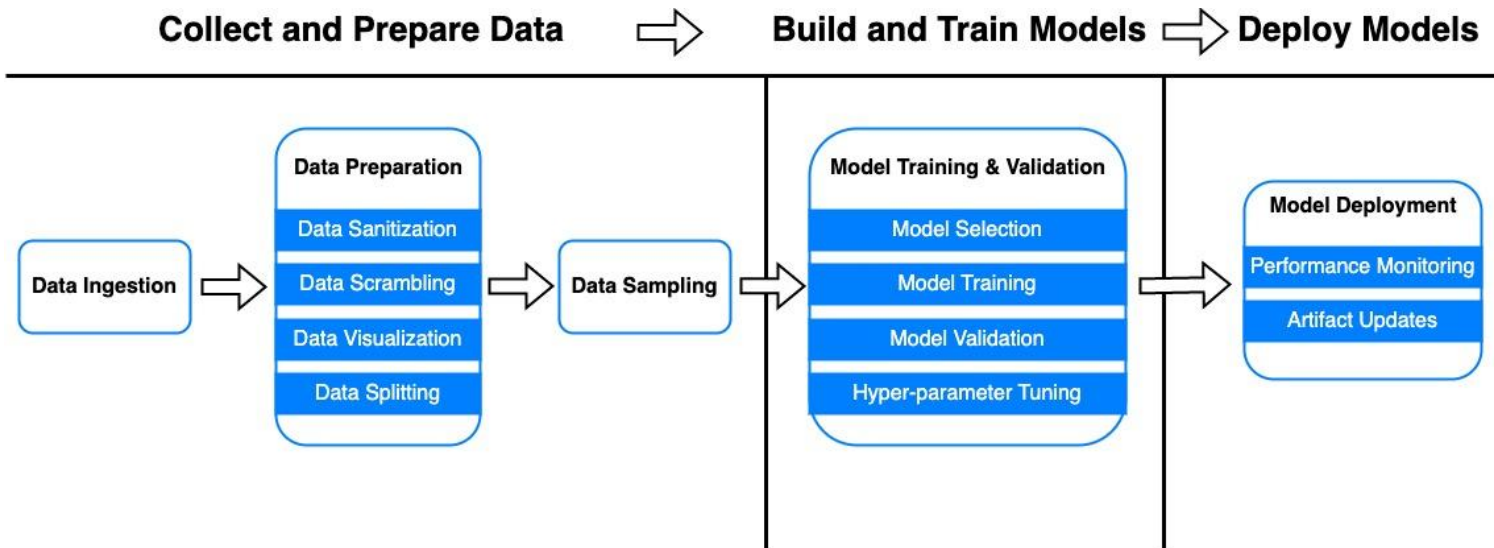 Collect and Prepare Data
Build and Train Models
Deploy Models
Data Ingestion
Data Preparation
Data Sanitization
Data Scrambling
Data Visualization
Data Splitting
Data Sampling
Model Training & Validation
Model Selection
Model Training
Model Validation
Hyper-parameter Tuning
Model Deployment
Performance Monitoring
Artifact Updates